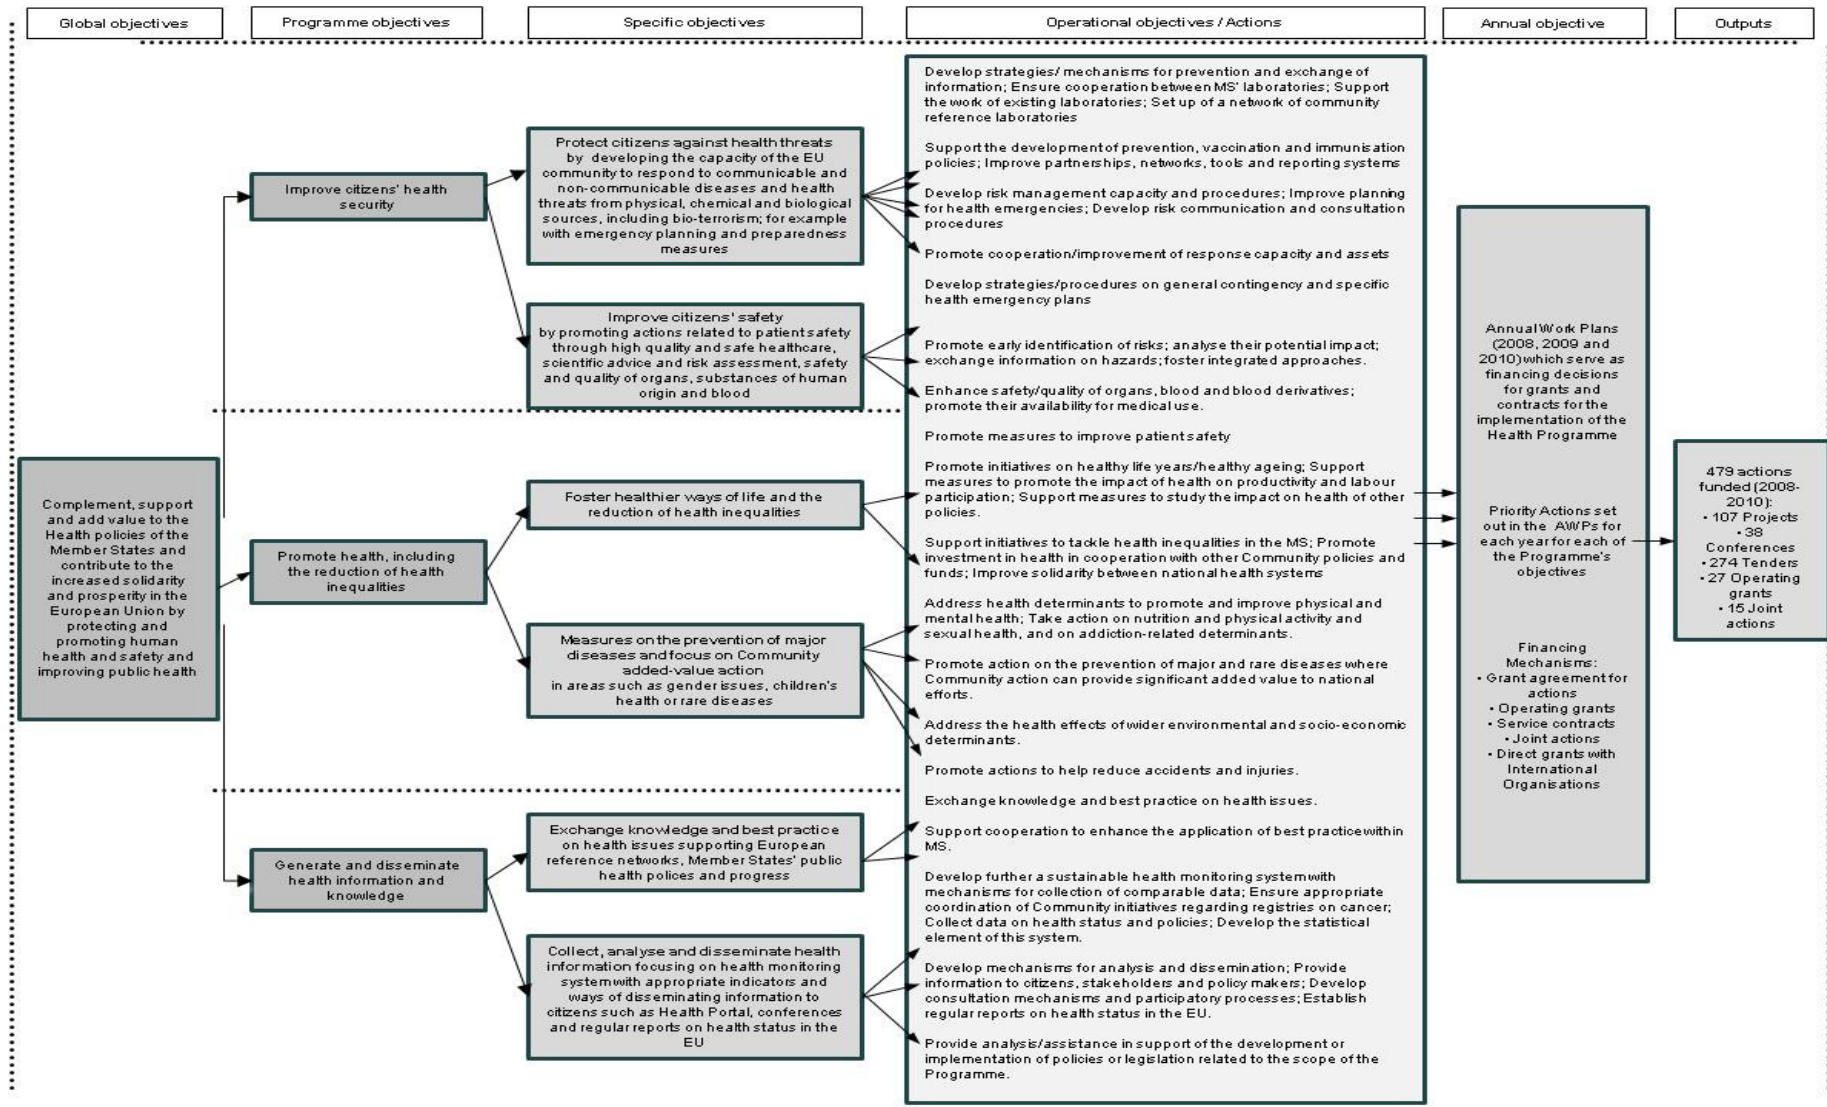 Global objectives
Programme objectives
Specific objectives
Operational objectives / Actions
Annual objective
Outputs
Complement, support
and add value to the
Health policies of the
Member States and
contribute to the
increased solidarity
and prosperity in the
European Union by
protecting and
promoting human
health and safety and
improving public health
Improve citizens' health
security
Promote health, including
the reduction of health
inequalities
Generate and disseminate
health information and
knowledge
Protect citizens against health threats
by developing the capacity of the EU
community to respond to communicable and
non-communicable diseases and health
threats from physical, chemical and biological
sources, including bio-terrorism; for example
with emergency planning and preparedness
measures
Improve citizens' safety
by promoting actions related to patient safety
through high quality and safe healthcare,
scientific advice and risk assessment, safety
and quality of organs, substances of human
origin and blood
Foster healthier ways of life and the
reduction of health inequalities
Measures on the prevention of major
diseases and focus on Community
added-value action
in areas such as gender issues, children's
health or rare diseases
Exchange knowledge and best practice
on health issues supporting European
reference networks, Member States' public
health polices and progress
Collect, analyse and disseminate health
information focusing on health monitoring
system with appropriate indicators and
ways of disseminating information to
citizens such as Health Portal, conferences
and regular reports on health status in the
EU
Develop strategies/ mechanisms for prevention and exchange of
information; Ensure cooperation between MS' laboratories; Support
the work of existing laboratories; Set up of a network of community
reference laboratories
Support the development of prevention, vaccination and immunisation
policies; Improve partnerships, networks, tools and reporting systems
Develop risk management capacity and procedures; Improve planning
for health emergencies; Develop risk communication and consultation
procedures
Promote cooperation/improvement of response capacity and assets
Develop strategies/procedures on general contingency and specific
health emergency plans
Promote early identification of risks; analyse their potential impact;
exchange information on hazards; foster integrated approaches.
Enhance safety/quality of organs, blood and blood derivatives;
promote their availability for medical use.
Promote measures to improve patient safety
Promote initiatives on healthy life years/healthy ageing; Support
measures to promote the impact of health on productivity and labour
participation; Support measures to study the impact on health of other
policies.
Support initiatives to tackle health inequalities in the MS; Promote
investment in health in cooperation with other Community policies and
funds; Improve solidarity between national health systems
Address health determinants to promote and improve physical and
mental health; Take action on nutrition and physical activity and
sexual health, and on addiction-related determinants.
Promote action on the prevention of major and rare diseases where
Community action can provide significant added value to national
efforts.
Address the health effects of wider environmental and socio-economic
determinants.
Promote actions to help reduce accidents and injuries.
Exchange knowledge and best practice on health issues.
Support cooperation to enhance the application of best practice within
MS.
Develop further a sustainable health monitoring system with
mechanisms for collection of comparable data; Ensure appropriate
coordination of Community initiatives regarding registries on cancer;
Collect data on health status and policies; Develop the statistical
element of this system.
Develop mechanisms for analysis and dissemination; Provide
information to citizens, stakeholders and policy makers; Develop
consultation mechanisms and participatory processes; Establish
regular reports on health status in the EU.
Provide analysis/assistance in support of the development or
implementation of policies or legislation related to the scope of the
Programme.
Annual Work Plans
(2008, 2009 and
2010) which serve as
financing decisions
for grants and
contracts for the
implementation of the
Health Programme
Priority Actions set
out in the AWPs for
each year for each of
the Programme's
objectives
Financing
Mechanisms:
• Grant agreement for
actions
• Operating grants
• Service contracts
• Joint actions
• Direct grants with
International
Organisations
479 actions
funded (2008-
2010):
• 107 Projects
• 38
Conferences
• 274 Tenders
• 27 Operating
grants
• 15 Joint
actions